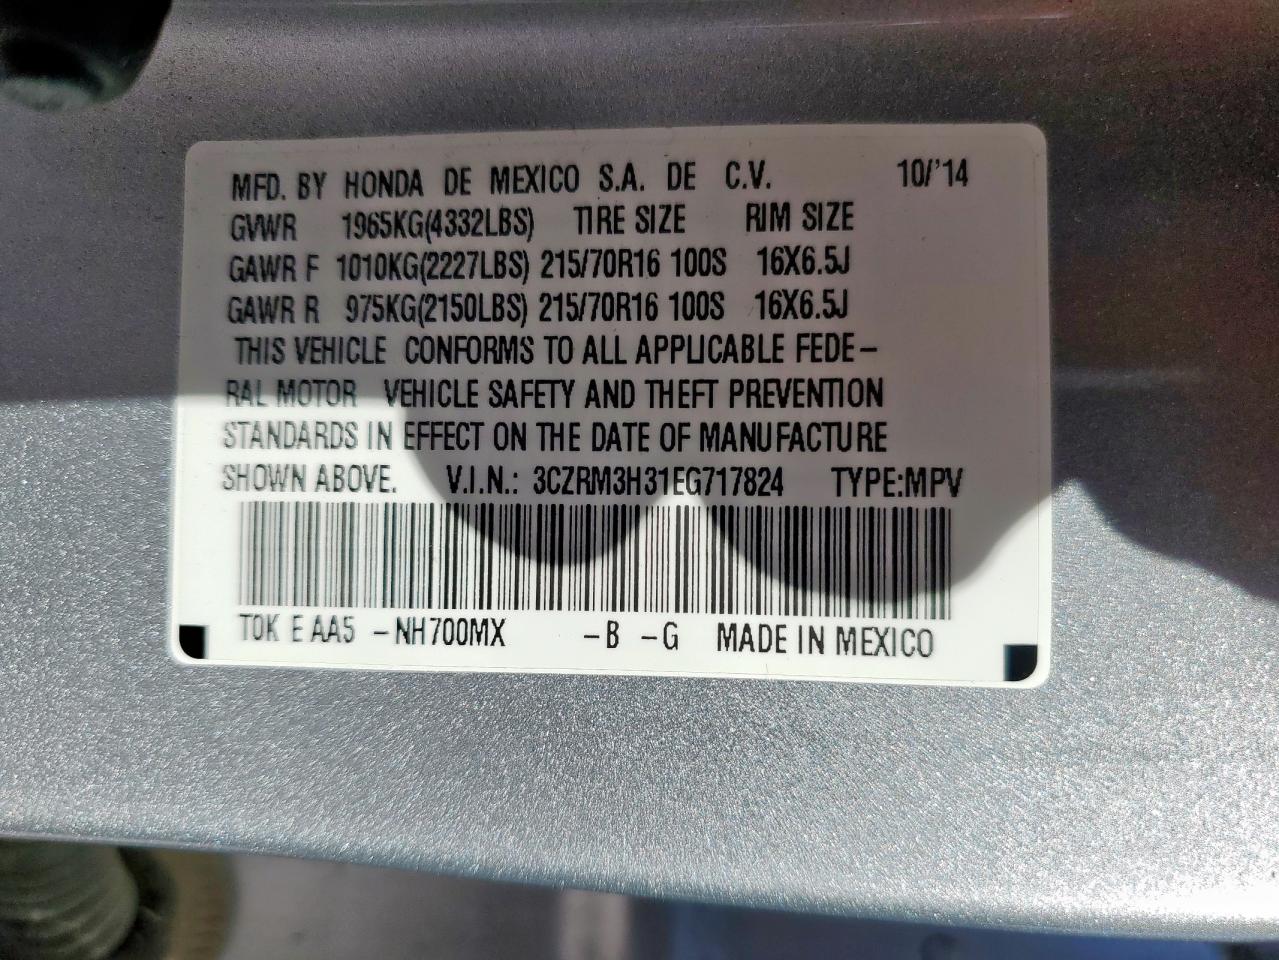 MFD. BY HONDA DE MEXICO S.A. DE C.V. 10/'14
GVWR 1965KG(4332LBS) TIRE SIZE RIM SIZE
GAWR F 1010KG(2227LBS) 215/70R16 100S 16X6.5J
GAWR R 975KG(2150LBS) 215/70R16 100S 16X6.5J
THIS VEHICLE CONFORMS TO ALL APPLICABLE FEDE–
RAL MOTOR VEHICLE SAFETY AND THEFT PREVENTION
STANDARDS IN EFFECT ON THE DATE OF MANUFACTURE
SHOWN ABOVE. V.I.N.: 3CZRM3H31EG717824 TYPE:MPV
T0K E AA5 –NH700MX –B –G MADE IN MEXICO